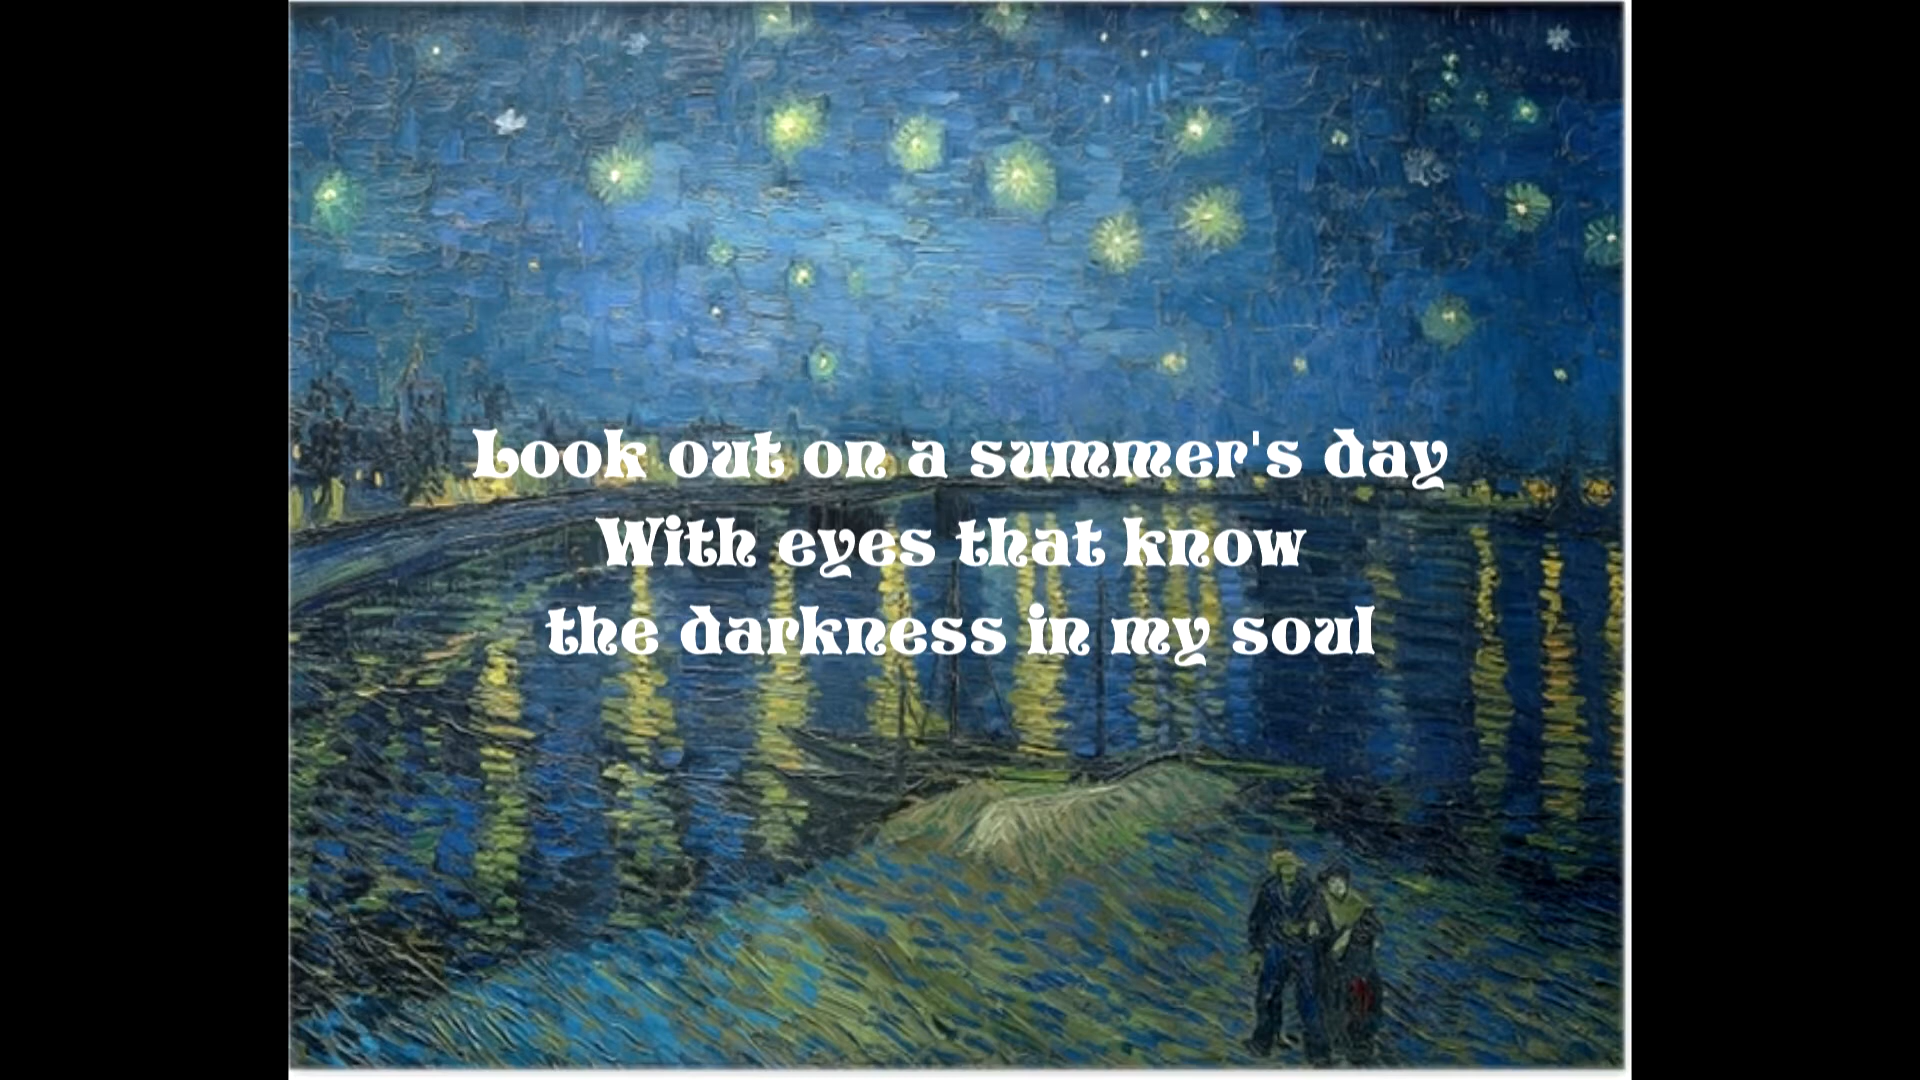 Look out on a summer's day
With eyes that know
the darkness in my soul